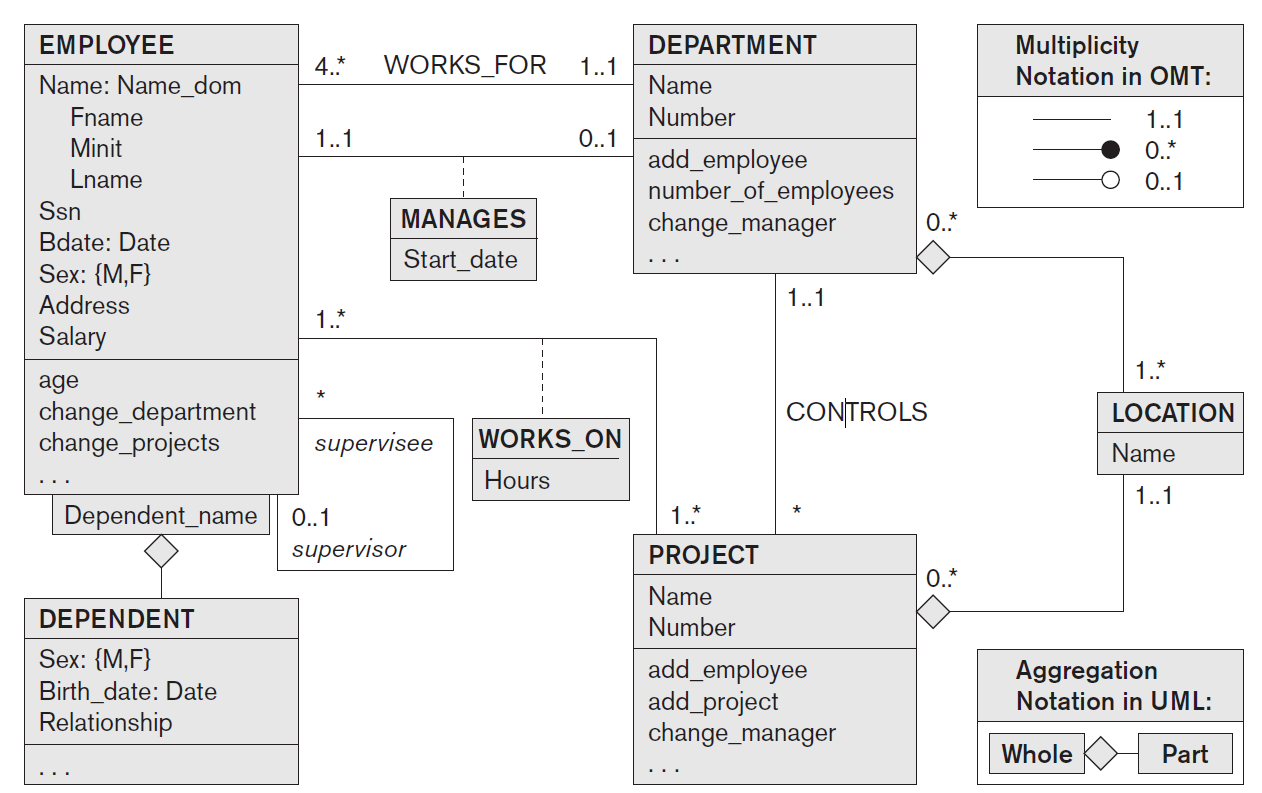 EMPLOYEE
Name: Name_dom
Fname
Minit
Lname
Ssn
Bdate: Date
Sex: {M,F}
Address
Salary
age
change_department
change_projects
. . .
Dependent_name
DEPENDENT
Sex: {M,F}
Birth_date: Date
Relationship
. . .
4..*
WORKS_FOR
1..1
1..1
0..1
MANAGES
Start_date
1..*
*
supervisee
0..1
supervisor
WORKS_ON
Hours
1..*
DEPARTMENT
Name
Number
add_employee
number_of_employees
change_manager
. . .
1..1
CONTROLS
*
PROJECT
Name
Number
add_employee
add_project
change_manager
. . .
Multiplicity
Notation in OMT:
1..1
0..*
0..1
0..*
1..*
LOCATION
Name
1..1
0..*
Aggregation
Notation in UML:
Whole
Part